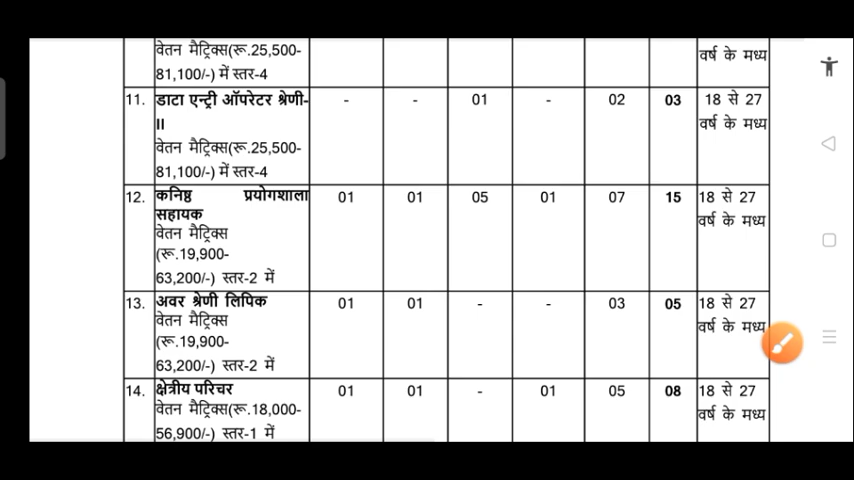 वेतन मैट्रिक्स(रू.25,500-
81,100/-) में स्तर-4
वर्ष के मध्य
11. डाटा एन्ट्री ऑपरेटर श्रेणी- - - 01 - 02 03 18 से 27
II वर्ष के मध्य
वेतन मैट्रिक्स(रू.25,500-
81,100/-) में स्तर-4
12. कनिष्ठ प्रयोगशाला 01 01 05 01 07 15 18 से 27
सहायक वर्ष के मध्य
वेतन मैट्रिक्स
(रू.19,900-
63,200/-) स्तर-2 में
13. अवर श्रेणी लिपिक 01 01 - - 03 05 18 से 27
वेतन मैट्रिक्स वर्ष के मध्य
(रू.19,900-
63,200/-) स्तर-2 में
14. क्षेत्रीय परिचर 01 01 - 01 05 08 18 से 27
वेतन मैट्रिक्स(रू.18,000- वर्ष के मध्य
56,900/-) स्तर-1 में